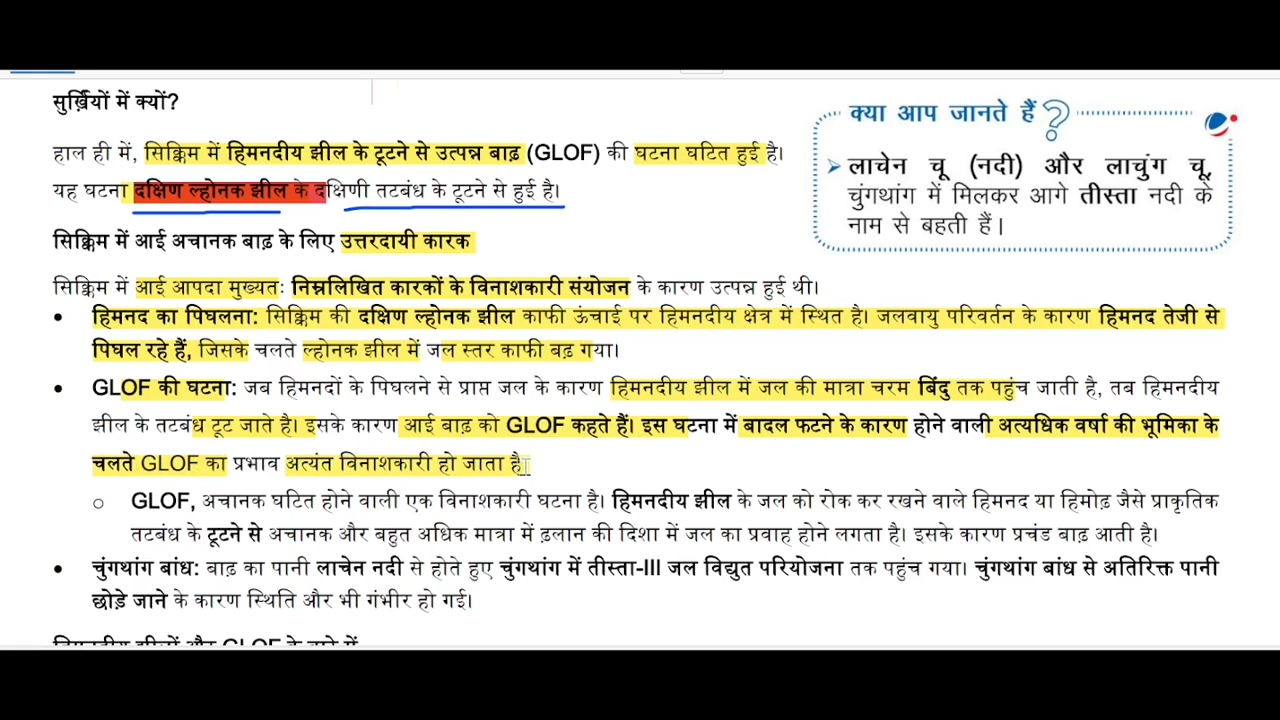 सुर्ख़ियों में क्यों?
हाल ही में, सिक्किम में हिमनदीय झील के टूटने से उत्पन्न बाढ़ (GLOF) की घटना घटित हुई है।
यह घटना दक्षिण ल्होनक झील के दक्षिणी तटबंध के टूटने से हुई है।
क्या आप जानते हैं?
लाचेन चू (नदी) और लाचुंग चू,
चुंगथांग में मिलकर आगे तीस्ता नदी के
नाम से बहती हैं।
सिक्किम में आई अचानक बाढ़ के लिए उत्तरदायी कारक
सिक्किम में आई आपदा मुख्यतः निम्नलिखित कारकों के विनाशकारी संयोजन के कारण उत्पन्न हुई थी।
• हिमनद का पिघलना: सिक्किम की दक्षिण ल्होनक झील काफी ऊंचाई पर हिमनदीय क्षेत्र में स्थित है। जलवायु परिवर्तन के कारण हिमनद तेजी से
पिघल रहे हैं, जिसके चलते ल्होनक झील में जल स्तर काफी बढ़ गया।
• GLOF की घटना: जब हिमनदों के पिघलने से प्राप्त जल के कारण हिमनदीय झील में जल की मात्रा चरम बिंदु तक पहुंच जाती है, तब हिमनदीय
झील के तटबंध टूट जाते है। इसके कारण आई बाढ़ को GLOF कहते हैं। इस घटना में बादल फटने के कारण होने वाली अत्यधिक वर्षा की भूमिका के
चलते GLOF का प्रभाव अत्यंत विनाशकारी हो जाता है।
○ GLOF, अचानक घटित होने वाली एक विनाशकारी घटना है। हिमनदीय झील के जल को रोक कर रखने वाले हिमनद या हिमोढ़ जैसे प्राकृतिक
तटबंध के टूटने से अचानक और बहुत अधिक मात्रा में ढ़लान की दिशा में जल का प्रवाह होने लगता है। इसके कारण प्रचंड बाढ़ आती है।
• चुंगथांग बांध: बाढ़ का पानी लाचेन नदी से होते हुए चुंगथांग में तीस्ता-III जल विद्युत परियोजना तक पहुंच गया। चुंगथांग बांध से अतिरिक्त पानी
छोड़े जाने के कारण स्थिति और भी गंभीर हो गई।
हिमनदीय झीलों और GLOF के बारे में